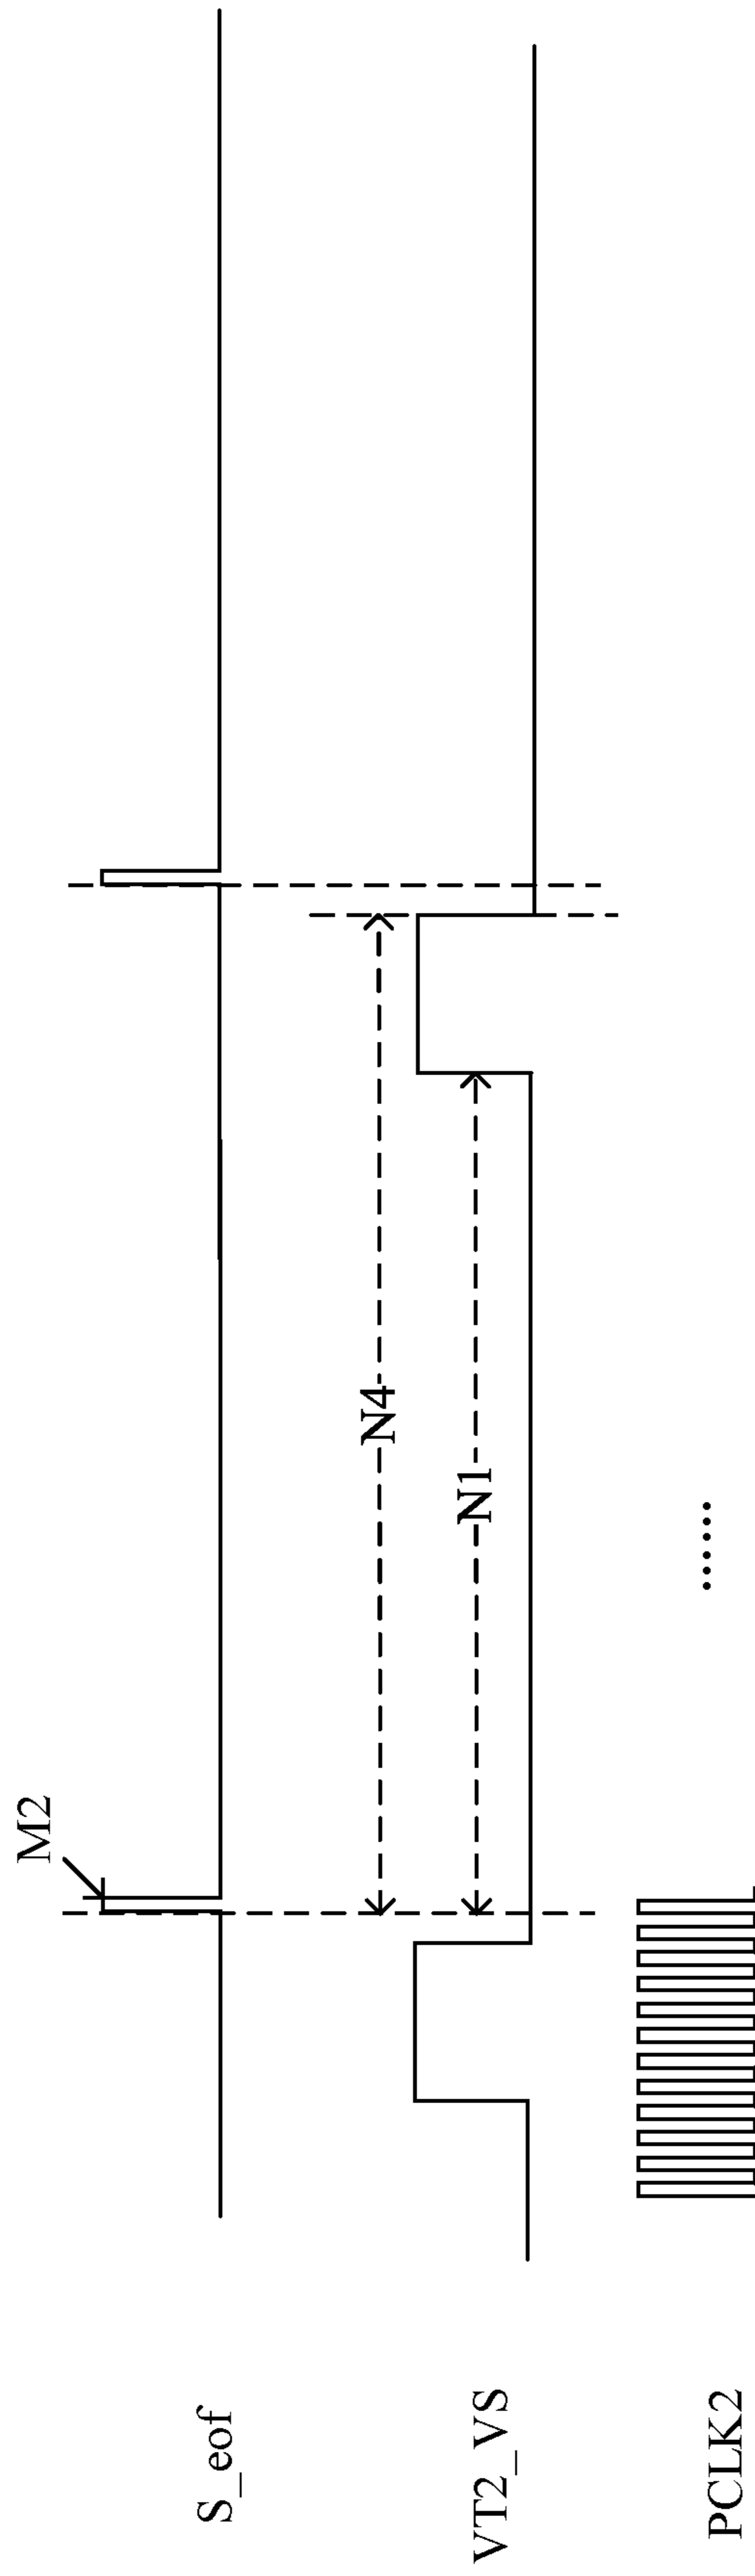 M2
S_eof
N4
N1
VT2_VS
PCLK2
......